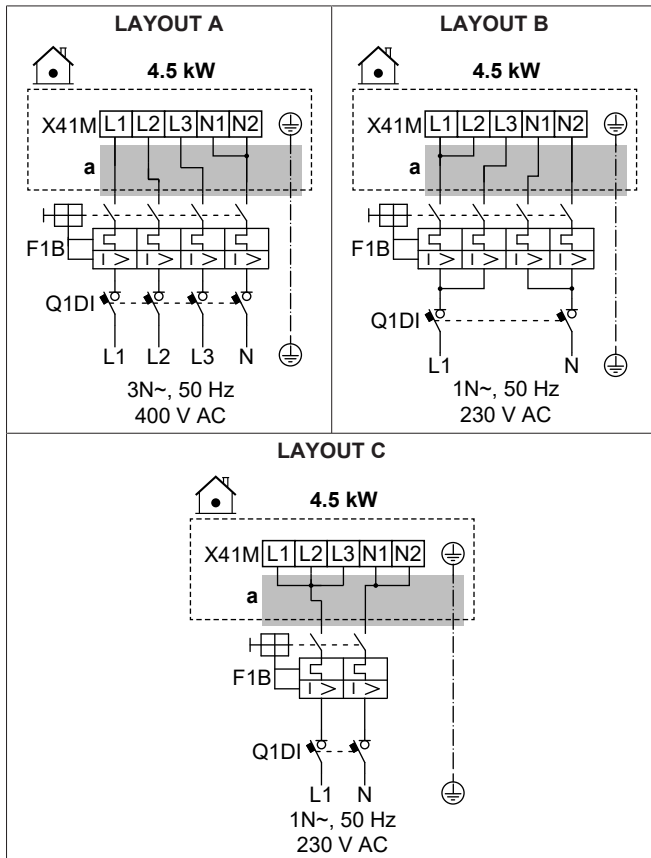 LAYOUT A
4.5 kW
X41M L1 L2 L3 N1 N2
a
F1B
I > I > I > I >
Q1DI
L1 L2 L3 N
3N~, 50 Hz
400 V AC
LAYOUT B
4.5 kW
X41M L1 L2 L3 N1 N2
a
F1B
I > I > I > I >
Q1DI
L1 N
1N~, 50 Hz
230 V AC
LAYOUT C
4.5 kW
X41M L1 L2 L3 N1 N2
a
F1B
I > I >
Q1DI
L1 N
1N~, 50 Hz
230 V AC